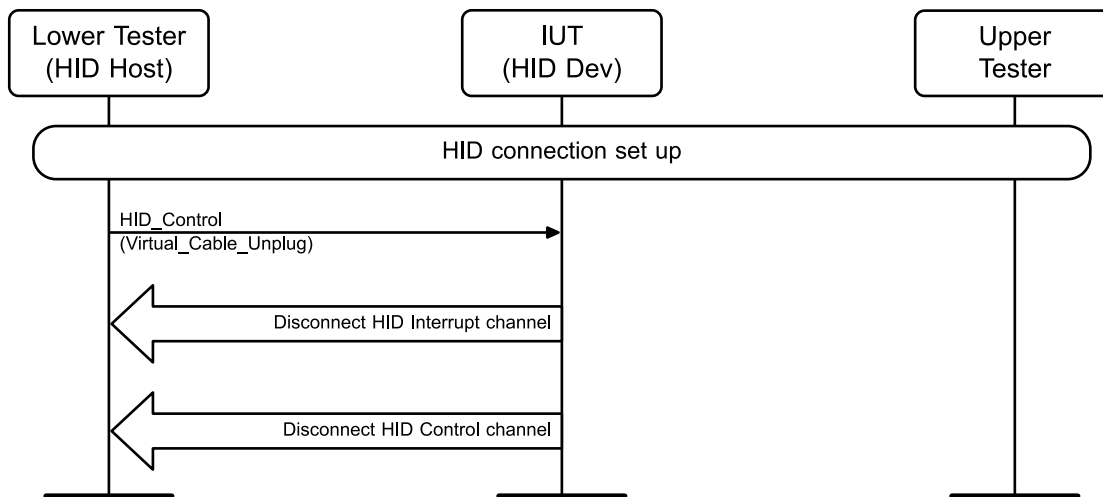 Lower Tester
(HID Host)
IUT
(HID Dev)
Upper
Tester
HID connection set up
HID_Control
(Virtual_Cable_Unplug)
Disconnect HID Interrupt channel
Disconnect HID Control channel